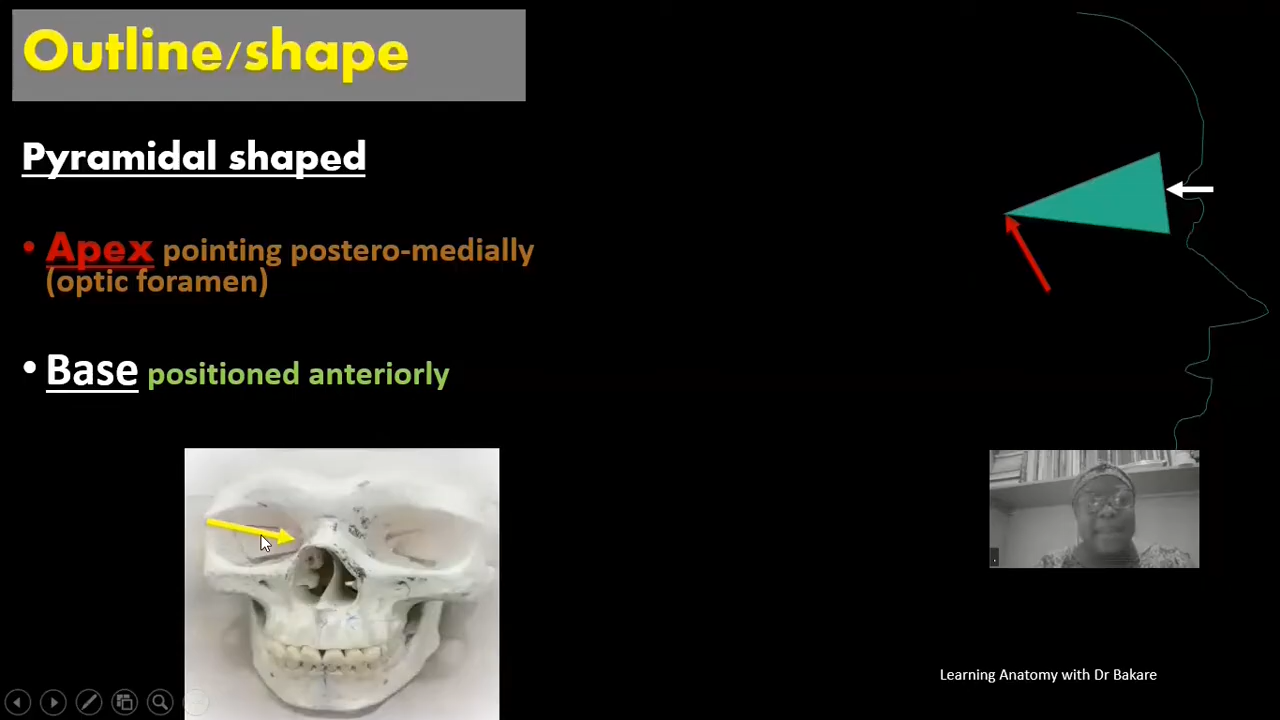 Outline/shape
Pyramidal shaped
• Apex pointing postero-medially
(optic foramen)
• Base positioned anteriorly
Learning Anatomy with Dr Bakare